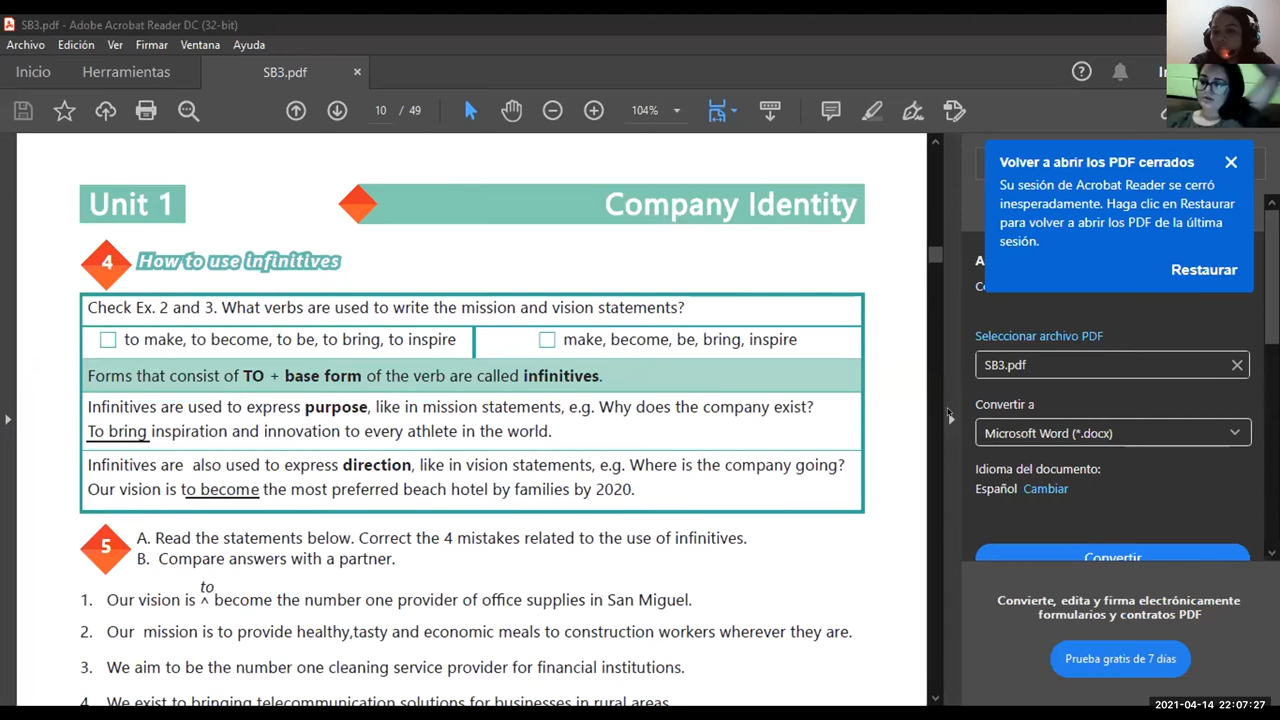 SB3.pdf - Adobe Acrobat Reader DC (32-bit)
Archivo Edición Ver Firmar Ventana Ayuda
Inicio Herramientas SB3.pdf ×
10 / 49 104%
Unit 1 Company Identity
4 How to use infinitives
Check Ex. 2 and 3. What verbs are used to write the mission and vision statements?
to make, to become, to be, to bring, to inspire make, become, be, bring, inspire
Forms that consist of TO + base form of the verb are called infinitives.
Infinitives are used to express purpose, like in mission statements, e.g. Why does the company exist?
To bring inspiration and innovation to every athlete in the world.
Infinitives are also used to express direction, like in vision statements, e.g. Where is the company going?
Our vision is to become the most preferred beach hotel by families by 2020.
5 A. Read the statements below. Correct the 4 mistakes related to the use of infinitives.
B. Compare answers with a partner.
to
1. Our vision is ^ become the number one provider of office supplies in San Miguel.
2. Our mission is to provide healthy,tasty and economic meals to construction workers wherever they are.
3. We aim to be the number one cleaning service provider for financial institutions.
4. We exist to bringing telecommunication solutions for businesses in rural areas.
Volver a abrir los PDF cerrados
Su sesión de Acrobat Reader se cerró
inesperadamente. Haga clic en Restaurar
para volver a abrir los PDF de la última
sesión.
Restaurar
Seleccionar archivo PDF
SB3.pdf
Convertir a
Microsoft Word (*.docx)
Idioma del documento:
Español Cambiar
Convertir
Convierte, edita y firma electrónicamente
formularios y contratos PDF
Prueba gratis de 7 días
2021-04-14 22:07:27